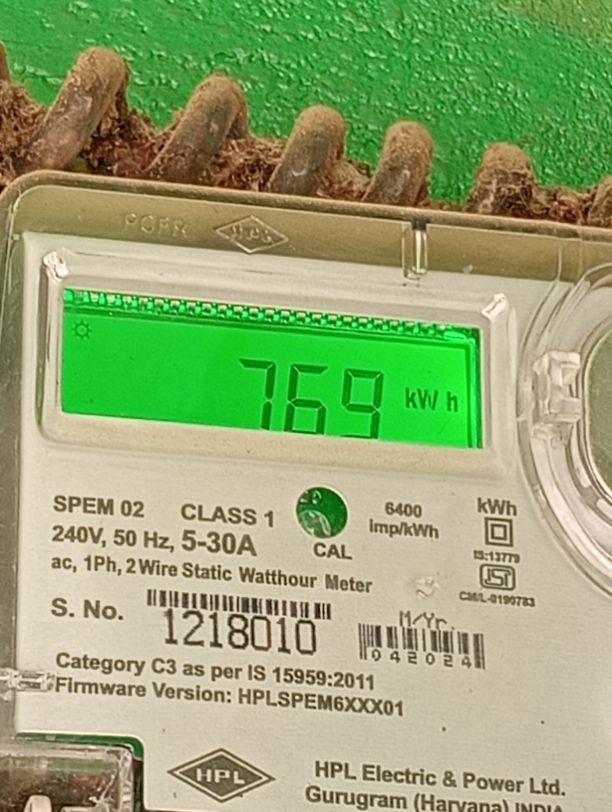 HPL
769 kWh
SPEM 02 CLASS 1 6400 imp/kWh kWh
240V, 50 Hz, 5-30A CAL IS:13779
ac, 1Ph, 2Wire Static Watthour Meter
CM/L-0190783
S. No. 1218010 M/Yr. 042024
Category C3 as per IS 15959:2011
Firmware Version: HPLSPEM6XXX01
HPL HPL Electric & Power Ltd.
Gurugram (Haryana) INDIA